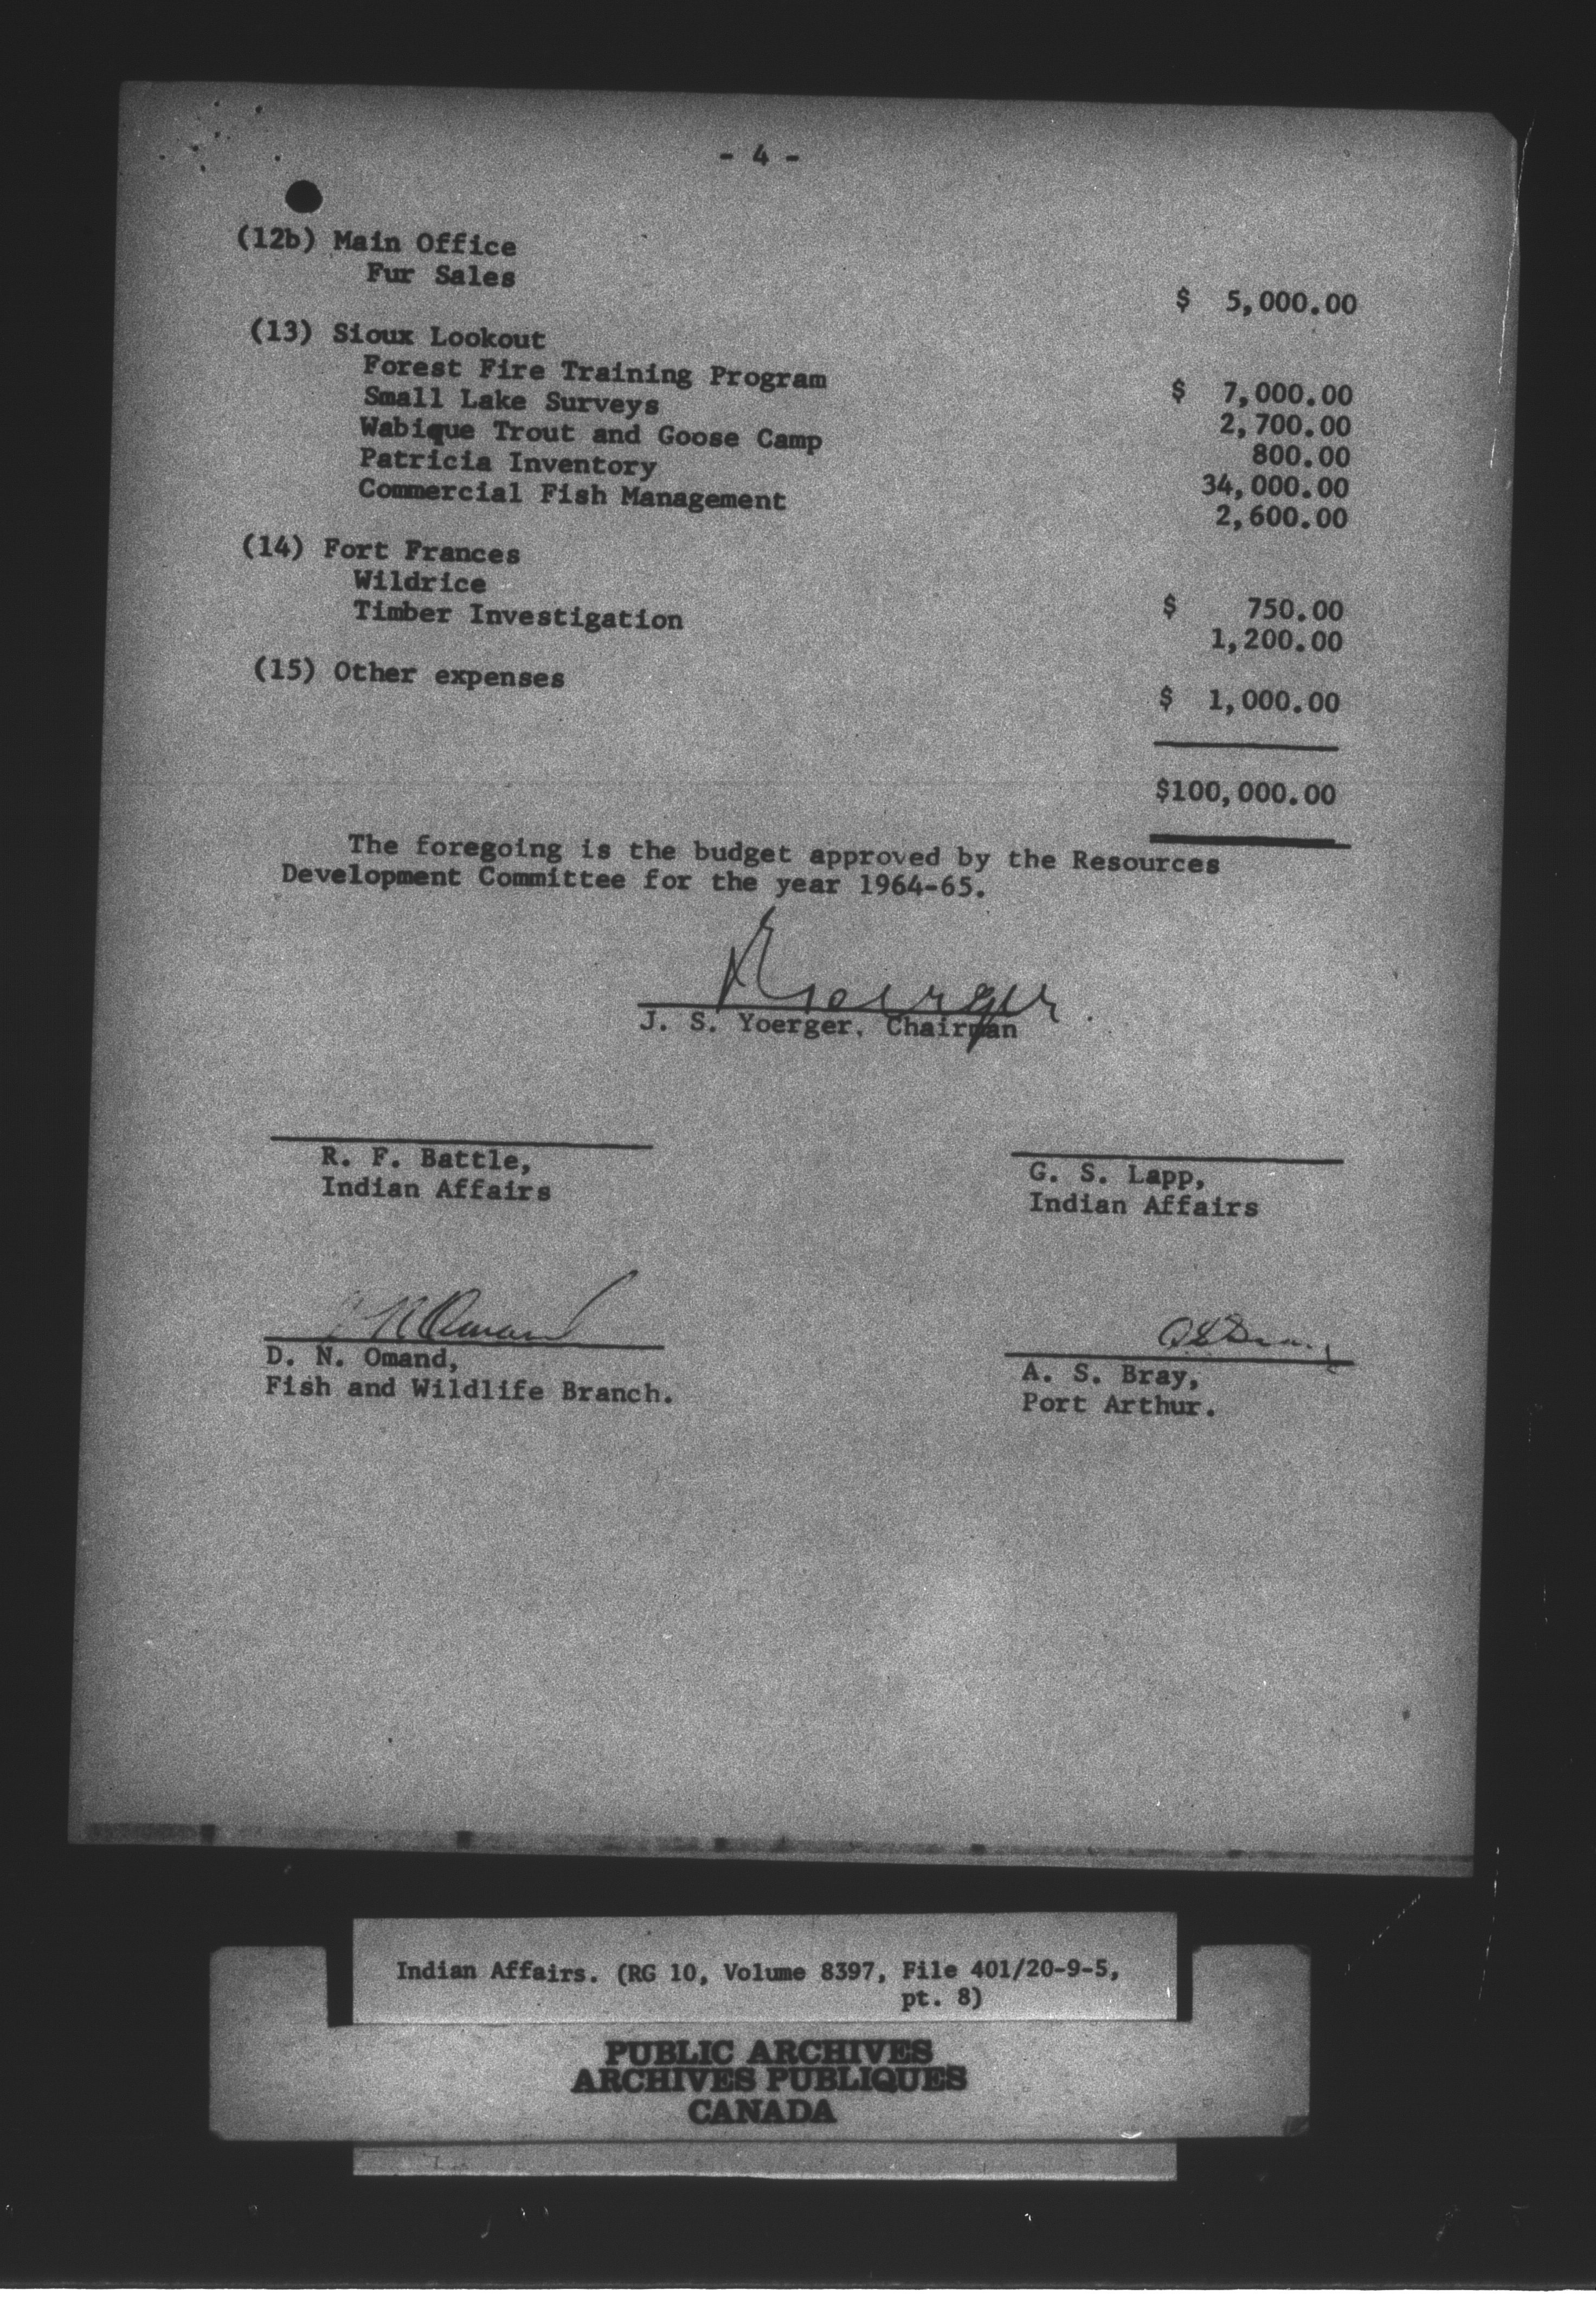 - 4 -
(12b) Main Office
Fur Sales
$ 5,000.00
(13) Sioux Lookout
Forest Fire Training Program $ 7,000.00
Small Lake Surveys 2,700.00
Wabique Trout and Goose Camp 800.00
Patricia Inventory 34,000.00
Commercial Fish Management 2,600.00
(14) Fort Frances
Wildrice $ 750.00
Timber Investigation 1,200.00
(15) Other expenses $ 1,000.00
$100,000.00
The foregoing is the budget approved by the Resources
Development Committee for the year 1964-65.
J. S. Yoerger, Chairman
R. F. Battle,
Indian Affairs
G. S. Lapp,
Indian Affairs
D N Omand
D. N. Omand,
Fish and Wildlife Branch.
A S Bray
A. S. Bray,
Port Arthur.
Indian Affairs. (RG 10, Volume 8397, File 401/20-9-5,
pt. 8)
PUBLIC ARCHIVES
ARCHIVES PUBLIQUES
CANADA